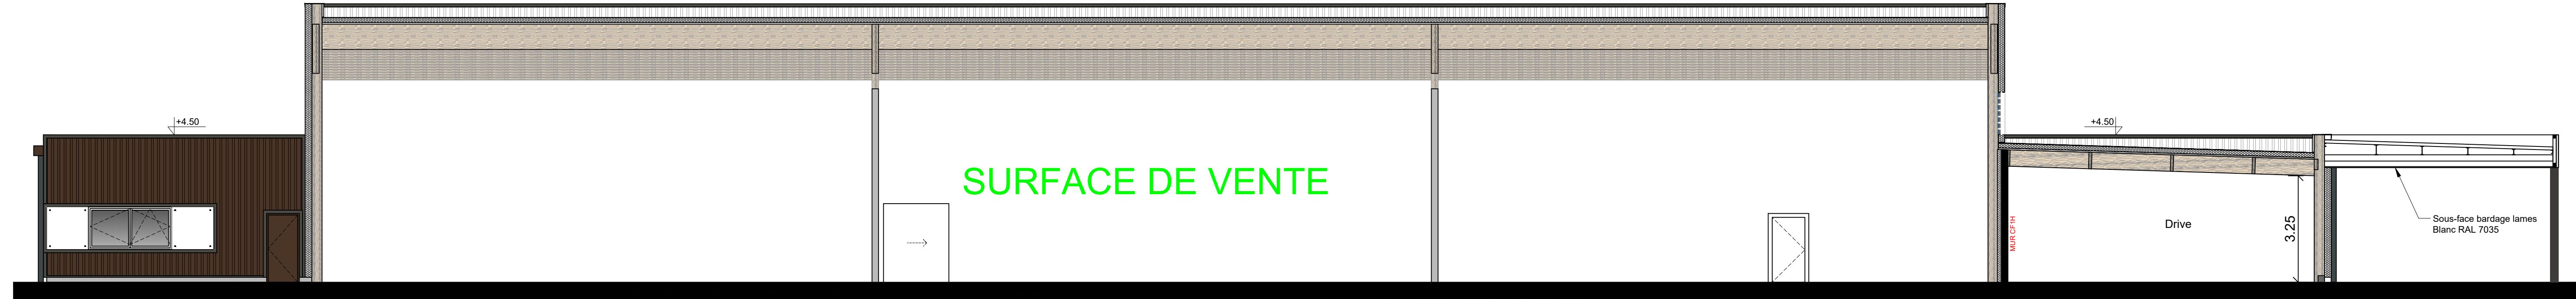 +4.50
SURFACE DE VENTE
MUR CF1H
+4.50
Drive
3.25
Sous-face bardage lames
Blanc RAL 7035